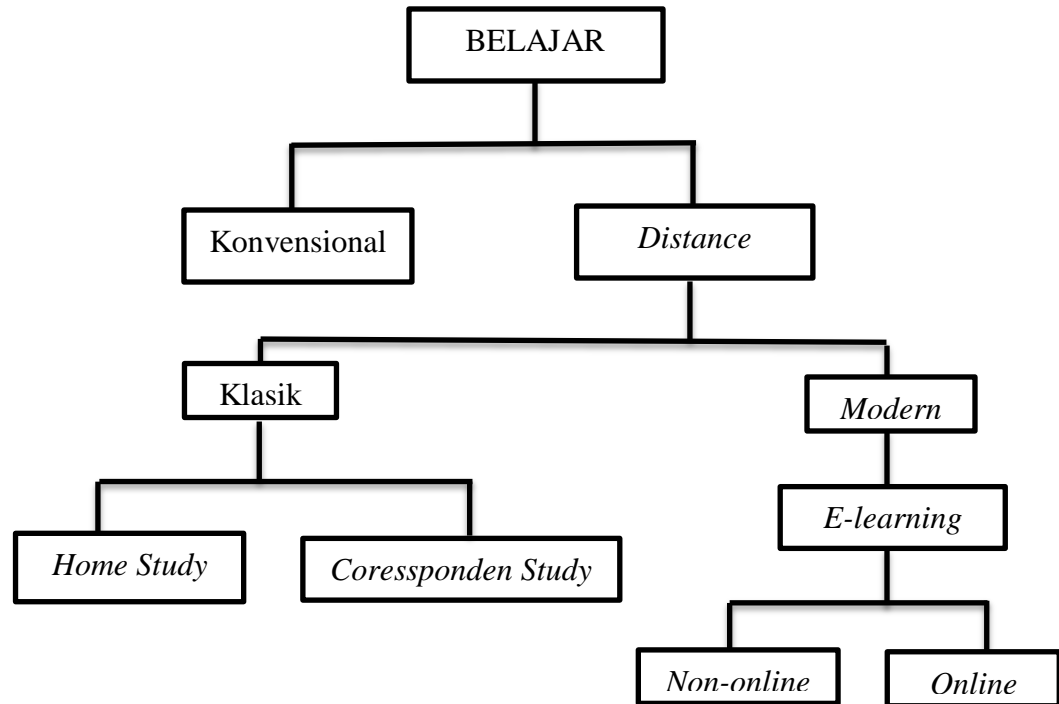 BELAJAR
Konvensional
Distance
Klasik
Modern
E-learning
Home Study
Coressponden Study
Non-online
Online